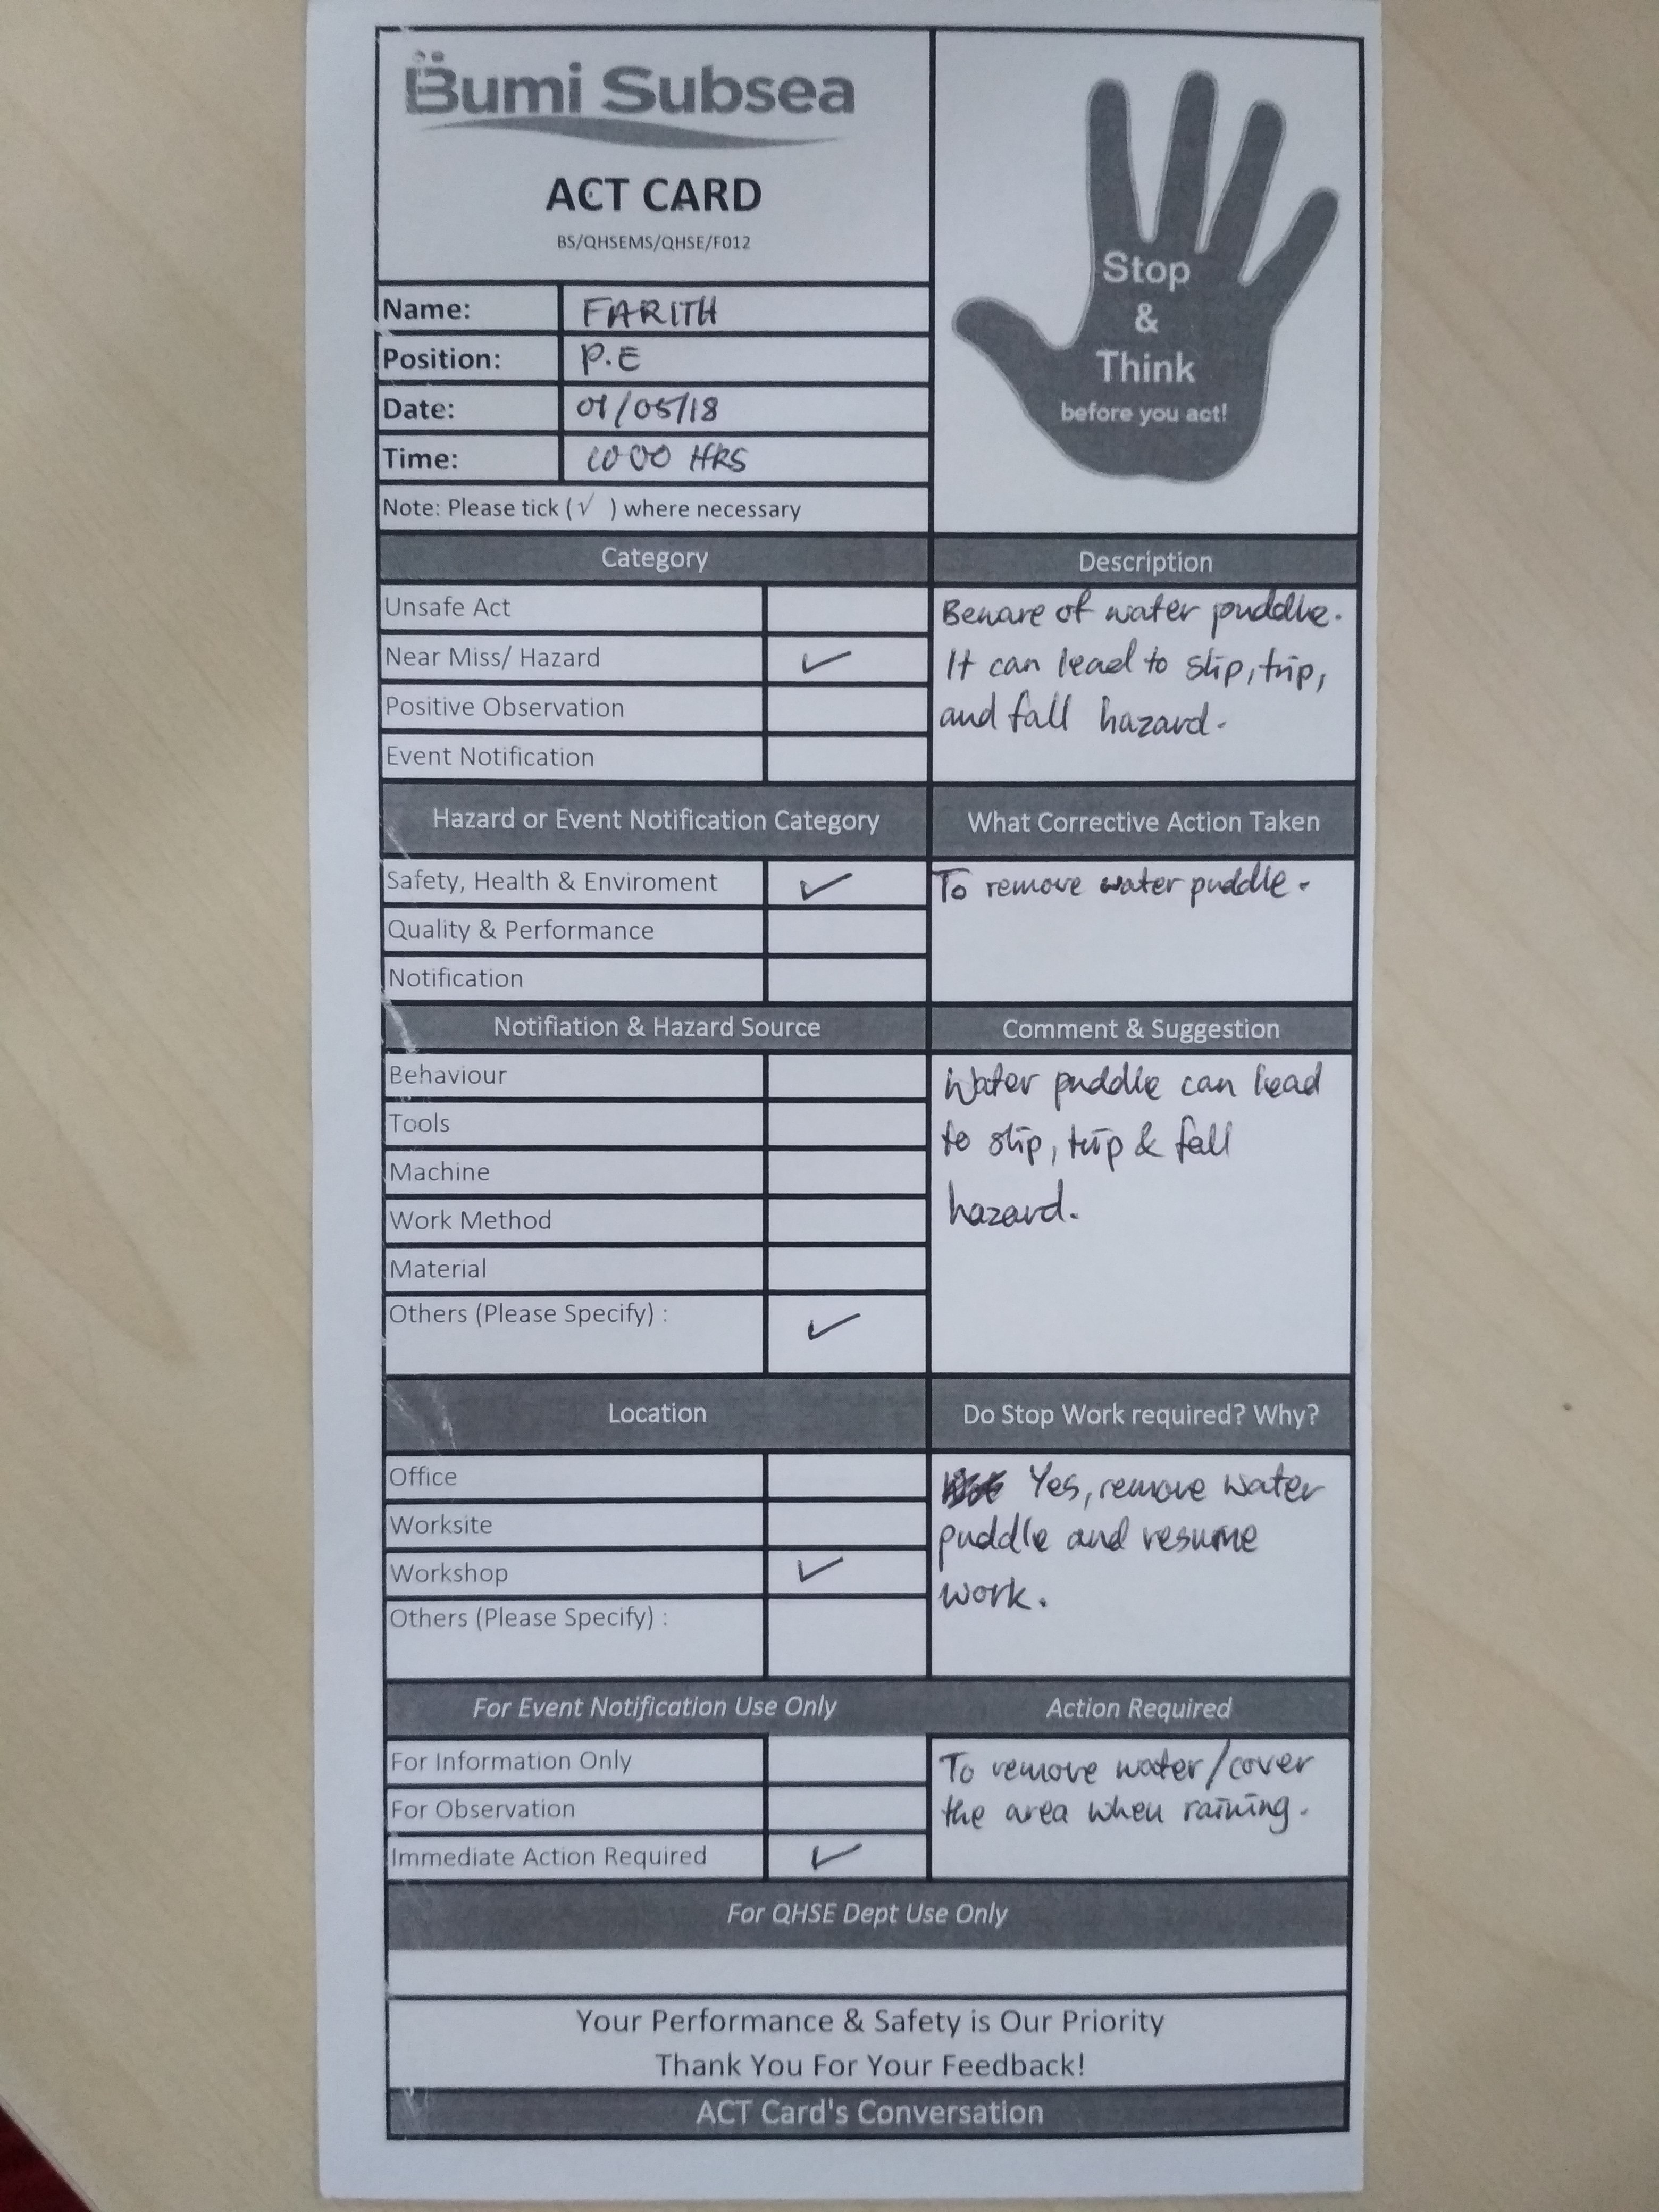 Bumi Subsea
ACT CARD
BS/QHSEMS/QHSE/F012
Stop
&
Think
before you act!
Name: FARITH
Position: P.E
Date: 01/05/18
Time: 1000 HRS
Note: Please tick (√ ) where necessary
Category
Unsafe Act
Near Miss/ Hazard ✓
Positive Observation
Event Notification
Description
Beware of water puddle.
It can lead to slip, trip,
and fall hazard.
Hazard or Event Notification Category
Safety, Health & Enviroment ✓
Quality & Performance
Notification
What Corrective Action Taken
To remove water puddle.
Notifiation & Hazard Source
Behaviour
Tools
Machine
Work Method
Material
Others (Please Specify) : ✓
Comment & Suggestion
Water puddle can lead
to slip, trip & fall
hazard.
Location
Office
Worksite
Workshop ✓
Others (Please Specify) :
Do Stop Work required? Why?
Yes, remove water
puddle and resume
work.
For Event Notification Use Only
For Information Only
For Observation
Immediate Action Required ✓
Action Required
To remove water/cover
the area when raining.
For QHSE Dept Use Only
Your Performance & Safety is Our Priority
Thank You For Your Feedback!
ACT Card's Conversation